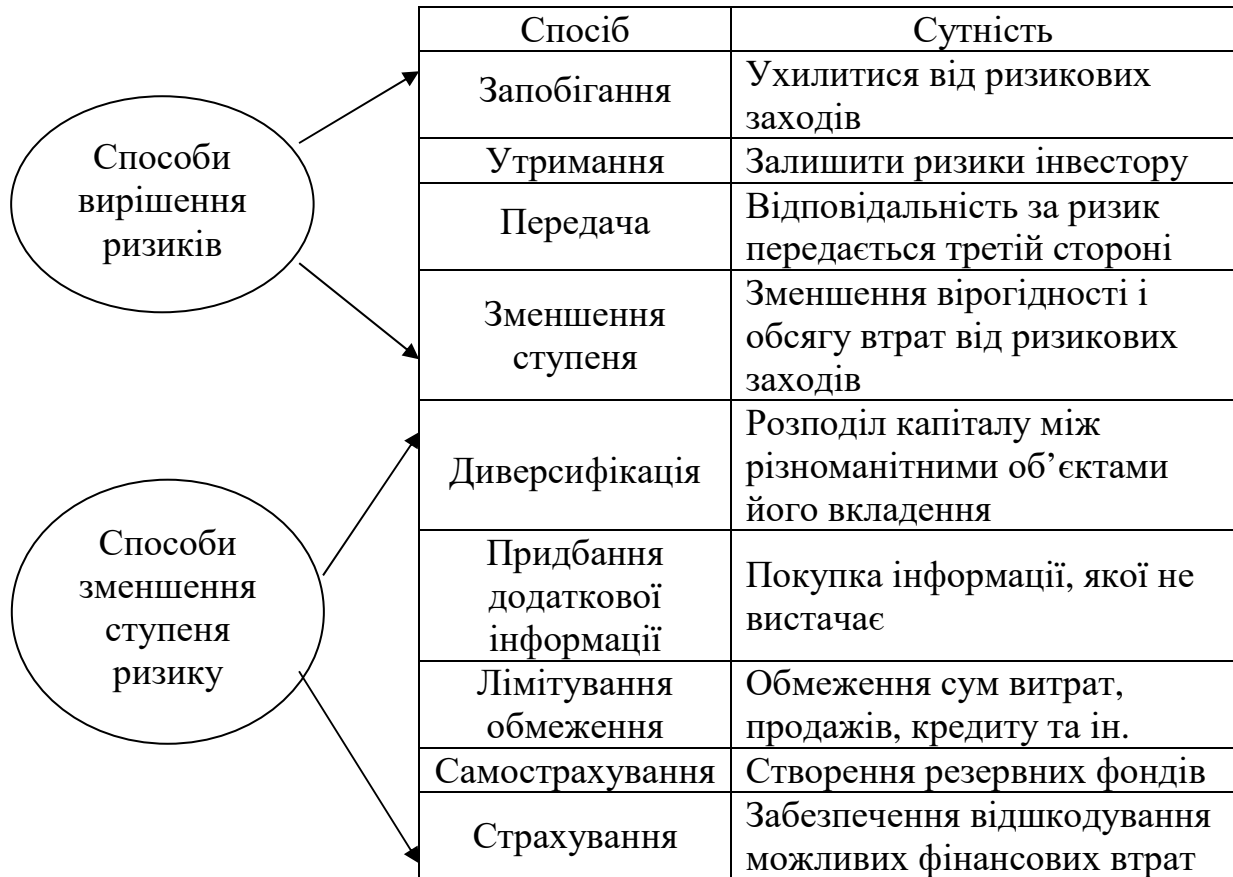 Спосіб Сутність
Запобігання
Ухилитися від ризикових
заходів
Утримання
Залишити ризики інвестору
Передача
Відповідальність за ризик
передається третій стороні
Зменшення
ступеня
Зменшення вірогідності і
обсягу втрат від ризикових
заходів
Диверсифікація
Розподіл капіталу між
різноманітними об’єктами
його вкладення
Придбання
додаткової
інформації
Покупка інформації, якої не
вистачає
Лімітування
обмеження
Обмеження сум витрат,
продажів, кредиту та ін.
Самострахування
Створення резервних фондів
Страхування
Забезпечення відшкодування
можливих фінансових втрат
Способи
вирішення
ризиків
Способи
зменшення
ступеня
ризику